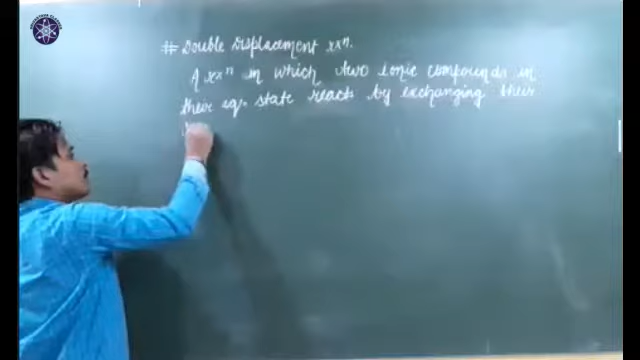 # Double Displacement rxⁿ.
A rxⁿ in which two ionic compounds in
their aq. state reacts by exchanging their